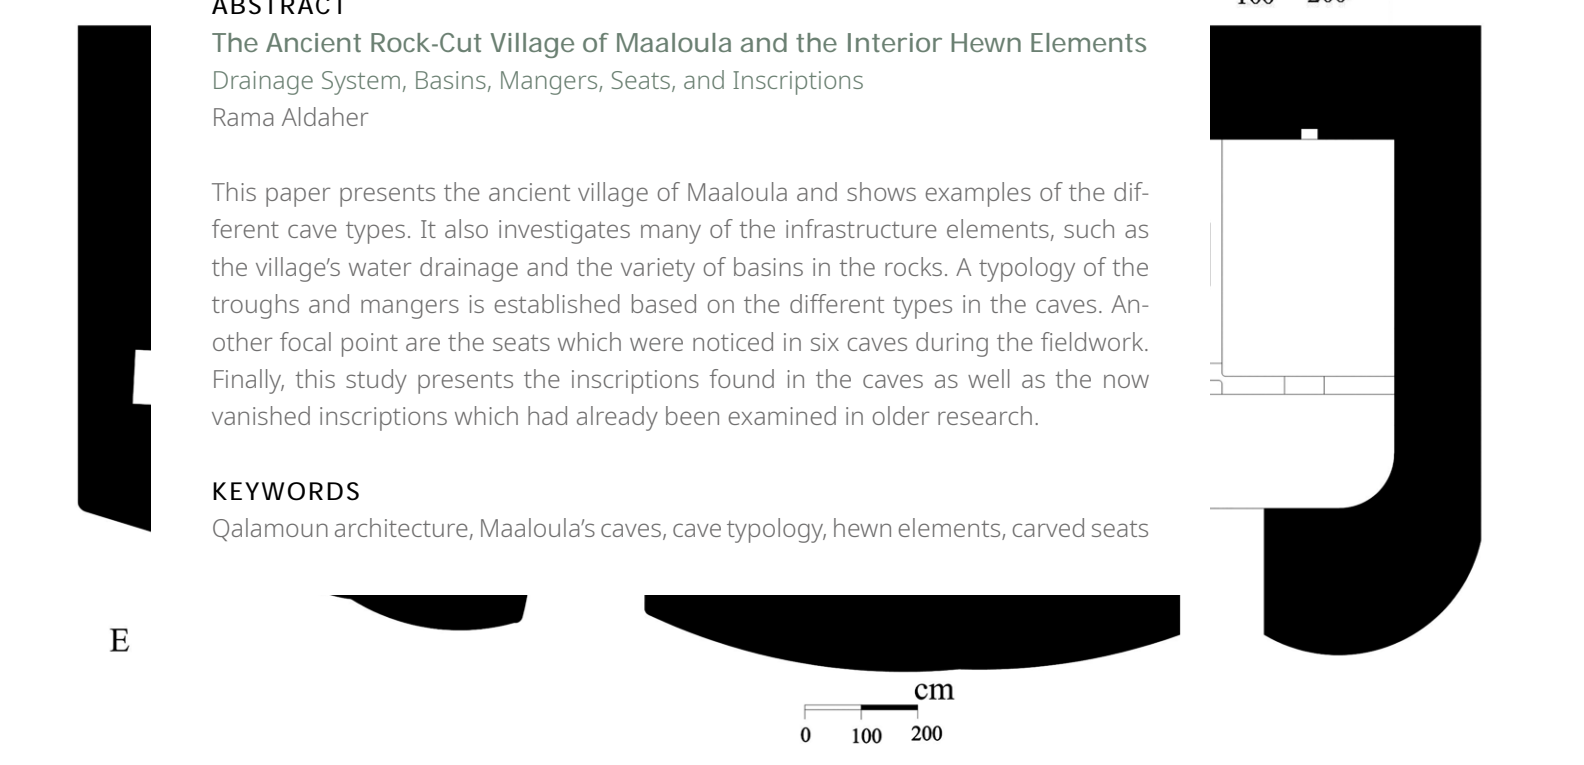 100 200
ABSTRACT
The Ancient Rock-Cut Village of Maaloula and the Interior Hewn Elements
Drainage System, Basins, Mangers, Seats, and Inscriptions
Rama Aldaher
This paper presents the ancient village of Maaloula and shows examples of the dif-
ferent cave types. It also investigates many of the infrastructure elements, such as
the village’s water drainage and the variety of basins in the rocks. A typology of the
troughs and mangers is established based on the different types in the caves. An-
other focal point are the seats which were noticed in six caves during the fieldwork.
Finally, this study presents the inscriptions found in the caves as well as the now
vanished inscriptions which had already been examined in older research.
KEYWORDS
Qalamoun architecture, Maaloula’s caves, cave typology, hewn elements, carved seats
E
cm
0 100 200